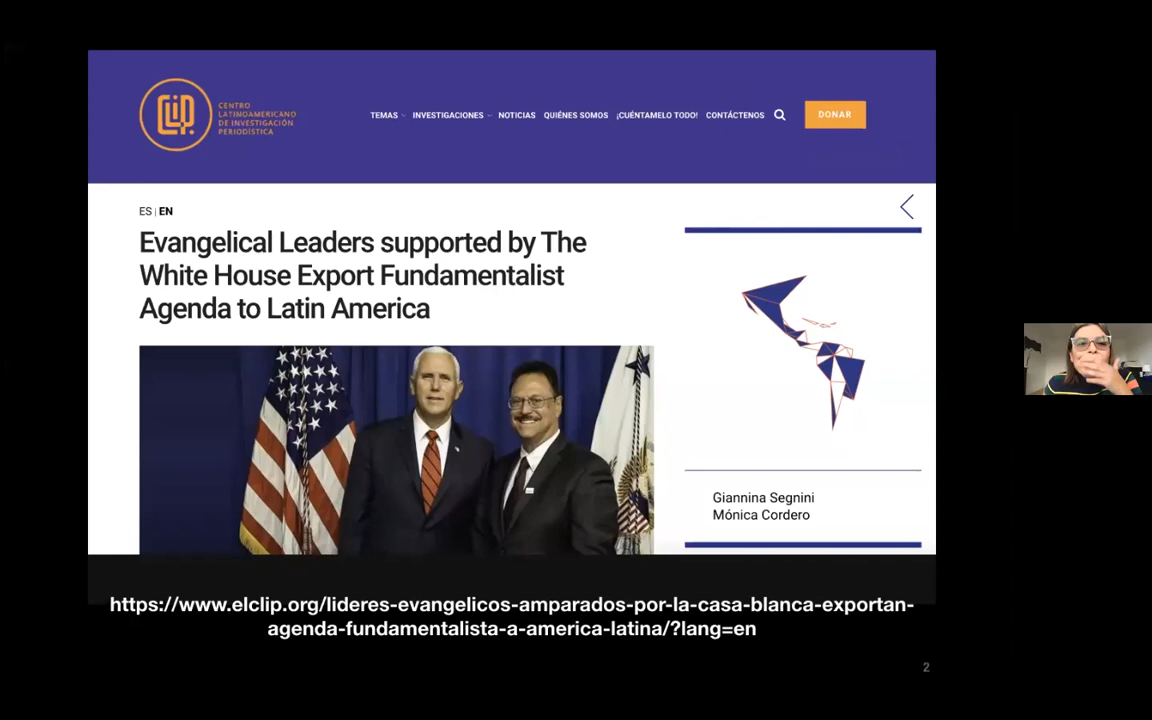 CLIP.
CENTRO
LATINOAMERICANO
DE INVESTIGACIÓN
PERIODÍSTICA
TEMAS INVESTIGACIONES NOTICIAS QUIÉNES SOMOS ¡CUÉNTAMELO TODO! CONTÁCTENOS DONAR
ES | EN
Evangelical Leaders supported by The
White House Export Fundamentalist
Agenda to Latin America
Giannina Segnini
Mónica Cordero
https://www.elclip.org/lideres-evangelicos-amparados-por-la-casa-blanca-exportan-
agenda-fundamentalista-a-america-latina/?lang=en
2